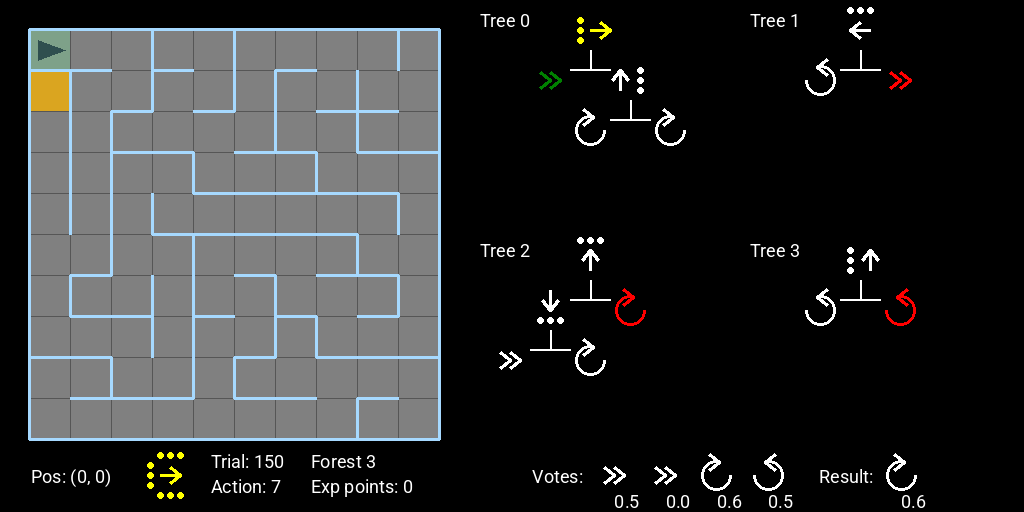 Tree 0
Tree 1
Tree 2
Tree 3
Pos: (0, 0)
Trial: 150
Forest 3
Action: 7
Exp points: 0
Votes:
0.5
0.0
0.6
0.5
Result:
0.6